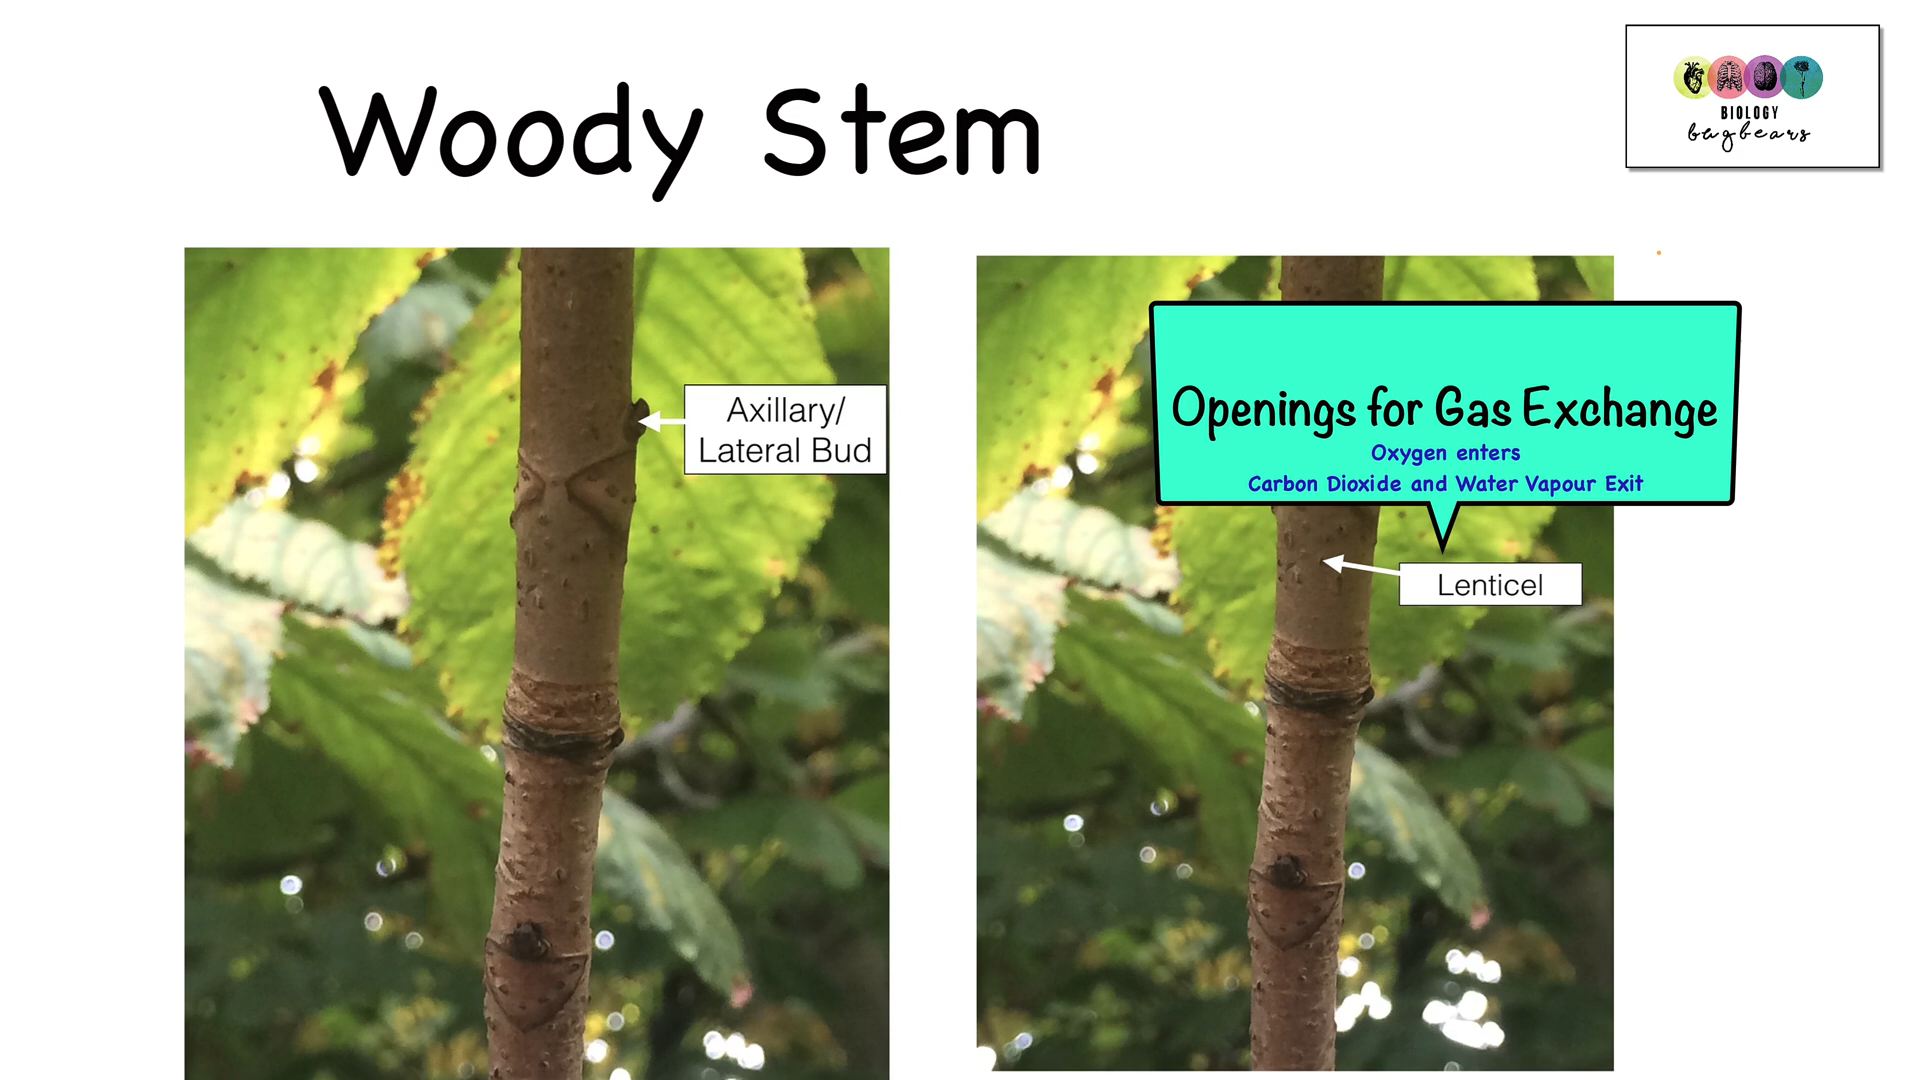 Woody Stem
BIOLOGY
bugbears
Axillary/
Lateral Bud
Openings for Gas Exchange
Oxygen enters
Carbon Dioxide and Water Vapour Exit
Lenticel